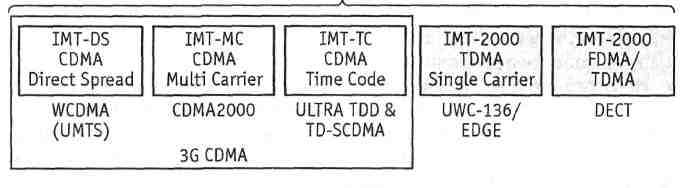 IMT-DS
CDMA
Direct Spread
IMT-MC
CDMA
Multi Carrier
IMT-TC
CDMA
Time Code
IMT-2000
TDMA
Single Carrier
IMT-2000
FDMA/
TDMA
WCDMA
(UMTS)
CDMA2000
ULTRA TDD &
TD-SCDMA
UWC-136/
EDGE
DECT
3G CDMA